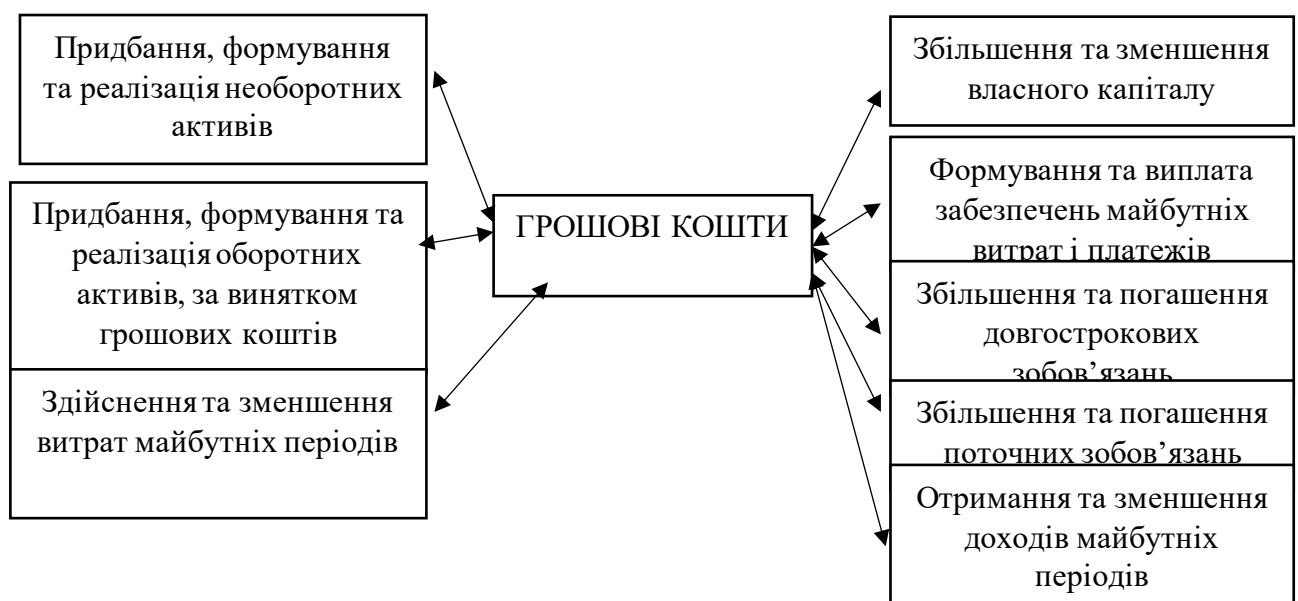 Придбання, формування
та реалізація необоротних
активів
Придбання, формування та
реалізація оборотних
активів, за винятком
грошових коштів
Здійснення та зменшення
витрат майбутніх періодів
ГРОШОВІ КОШТИ
Збільшення та зменшення
власного капіталу
Формування та виплата
забезпечень майбутніх
витрат і платежів
Збільшення та погашення
довгострокових
зобов’язань
Збільшення та погашення
поточних зобов’язань
Отримання та зменшення
доходів майбутніх
періодів